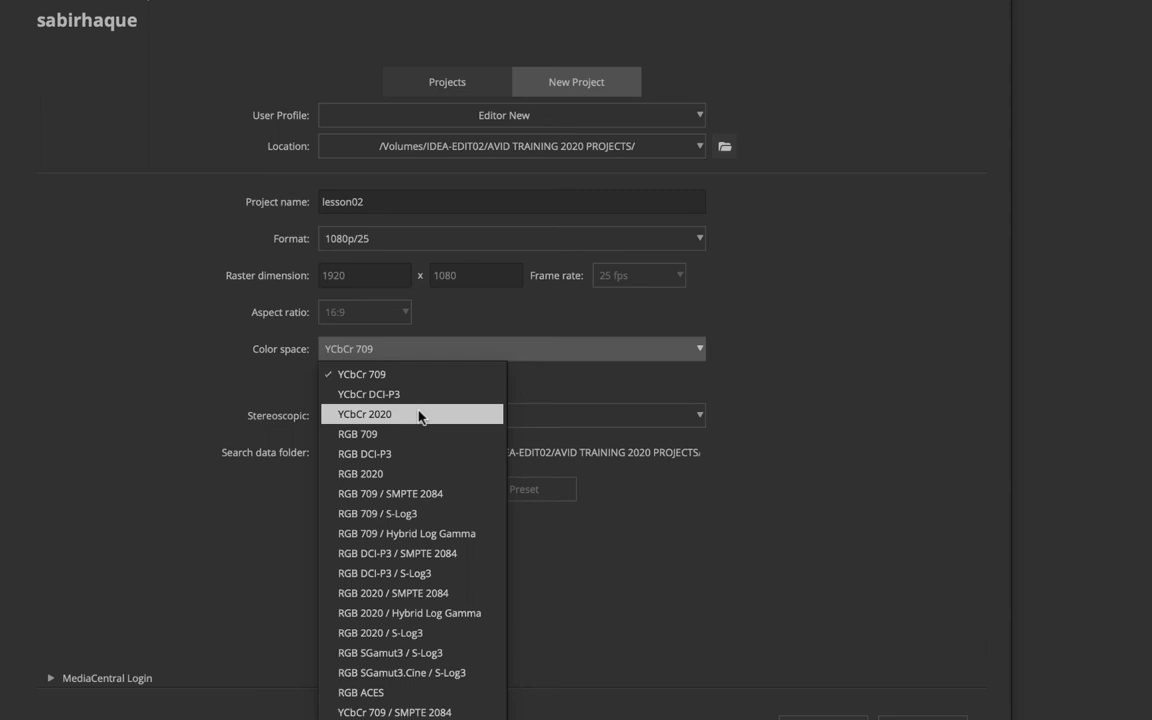 sabirhaque
Projects
New Project
User Profile: Editor New
Location: /Volumes/IDEA-EDIT02/AVID TRAINING 2020 PROJECTS/
Project name: lesson02
Format: 1080p/25
Raster dimension: 1920 x 1080 Frame rate: 25 fps
Aspect ratio: 16:9
Color space: YCbCr 709
✓ YCbCr 709
YCbCr DCI-P3
YCbCr 2020
Stereoscopic:
RGB 709
Search data folder: EA-EDIT02/AVID TRAINING 2020 PROJECTS/
RGB DCI-P3
RGB 2020
Preset
RGB 709 / SMPTE 2084
RGB 709 / S-Log3
RGB 709 / Hybrid Log Gamma
RGB DCI-P3 / SMPTE 2084
RGB DCI-P3 / S-Log3
RGB 2020 / SMPTE 2084
RGB 2020 / Hybrid Log Gamma
RGB 2020 / S-Log3
RGB SGamut3 / S-Log3
RGB SGamut3.Cine / S-Log3
MediaCentral Login
RGB ACES
YCbCr 709 / SMPTE 2084